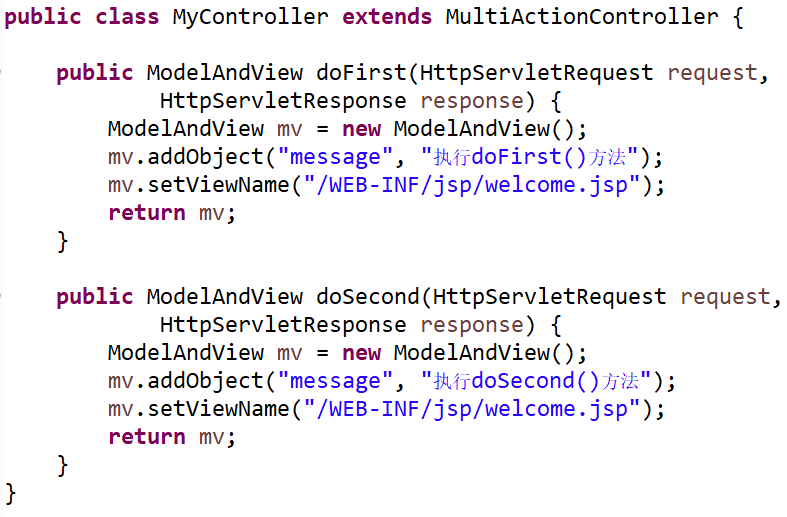 public class MyController extends MultiActionController {
public ModelAndView doFirst(HttpServletRequest request,
HttpServletResponse response) {
ModelAndView mv = new ModelAndView();
mv.addObject("message", "执行doFirst()方法");
mv.setViewName("/WEB-INF/jsp/welcome.jsp");
return mv;
}
public ModelAndView doSecond(HttpServletRequest request,
HttpServletResponse response) {
ModelAndView mv = new ModelAndView();
mv.addObject("message", "执行doSecond()方法");
mv.setViewName("/WEB-INF/jsp/welcome.jsp");
return mv;
}
}